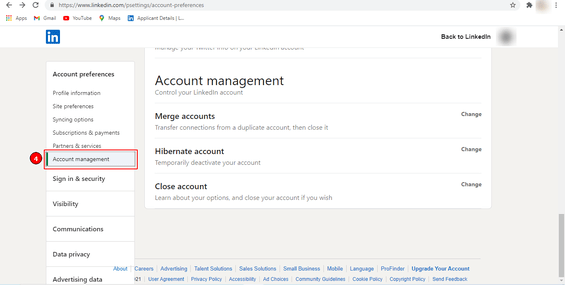 https://www.linkedin.com/psettings/account-preferences
Apps Gmail YouTube Maps Applicant Details | L...
in Back to LinkedIn
Manage your Twitter info on your LinkedIn account
Account preferences
Profile information
Site preferences
Syncing options
Subscriptions & payments
Partners & services
4 Account management
Sign in & security
Visibility
Communications
Data privacy
Advertising data
Account management
Control your LinkedIn account
Merge accounts Change
Transfer connections from a duplicate account, then close it
Hibernate account Change
Temporarily deactivate your account
Close account Change
Learn about your options, and close your account if you wish
About Careers Advertising Talent Solutions Sales Solutions Small Business Mobile Language ProFinder Upgrade Your Account
021 User Agreement Privacy Policy Accessibility Ad Choices Community Guidelines Cookie Policy Copyright Policy Send Feedback